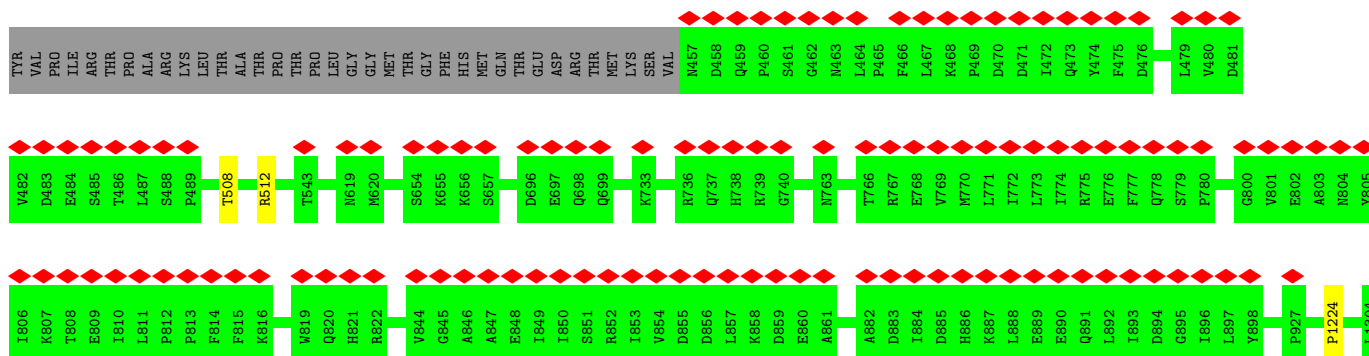 TYR VAL PRO ILE ARG THR PRO ALA ARG LYS LEU THR ALA THR PRO THR PRO LEU GLY GLY MET THR GLY PHE HIS MET GLN THR GLU ASP ARG THR MET LYS SER VAL N457 D458 Q459 P460 S461 G462 N463 L464 P465 F466 L467 K468 P469 D470 D471 I472 Q473 Y474 F475 D476 L479 V480 D481
V482 D483 E484 S485 T486 L487 S488 P489 T508 R512 T543 N619 M620 S654 K655 K656 S657 D696 E697 Q698 Q699 K733 R736 Q737 H738 R739 G740 N763 T766 R767 E768 V769 M770 L771 I772 L773 I774 R775 E776 F777 Q778 S779 P780 G800 V801 E802 A803 N804 Y805
I806 K807 T808 E809 I810 L811 P812 P813 F814 F815 K816 W819 Q820 H821 R822 V844 G845 A846 A847 E848 I849 I850 S851 R852 I853 V854 D855 D856 L857 K858 D859 E860 A861 A882 D883 I884 D885 H886 K887 L888 E889 E890 Q891 L892 I893 D894 G895 I896 L897 Y898 P927 P1224